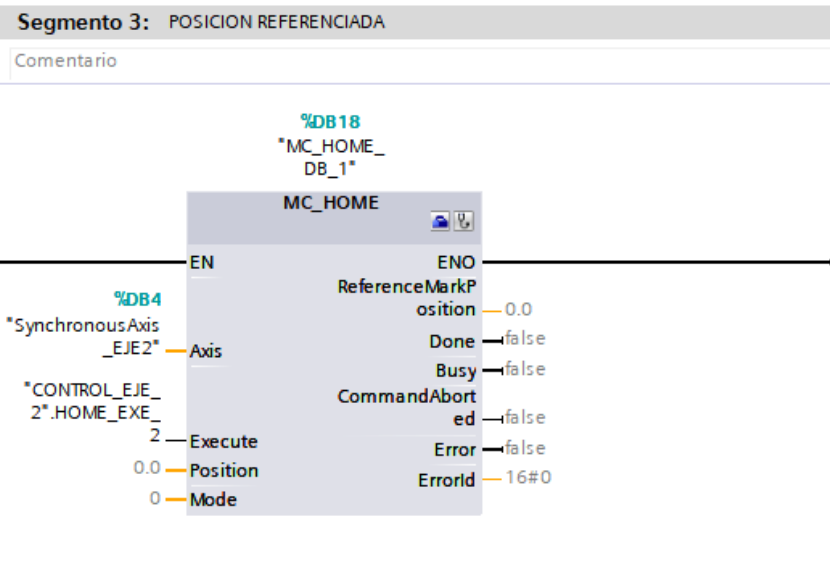 Segmento 3: POSICION REFERENCIADA
Comentario
%DB18
"MC_HOME_
DB_1"
MC_HOME
EN
ENO
ReferenceMarkP
osition
0.0
%DB4
"SynchronousAxis
_EJE2"
Axis
Done
false
Busy
false
"CONTROL_EJE_
2".HOME_EXE_
2
CommandAbort
ed
false
Execute
Error
false
0.0
Position
ErrorId
16#0
0
Mode